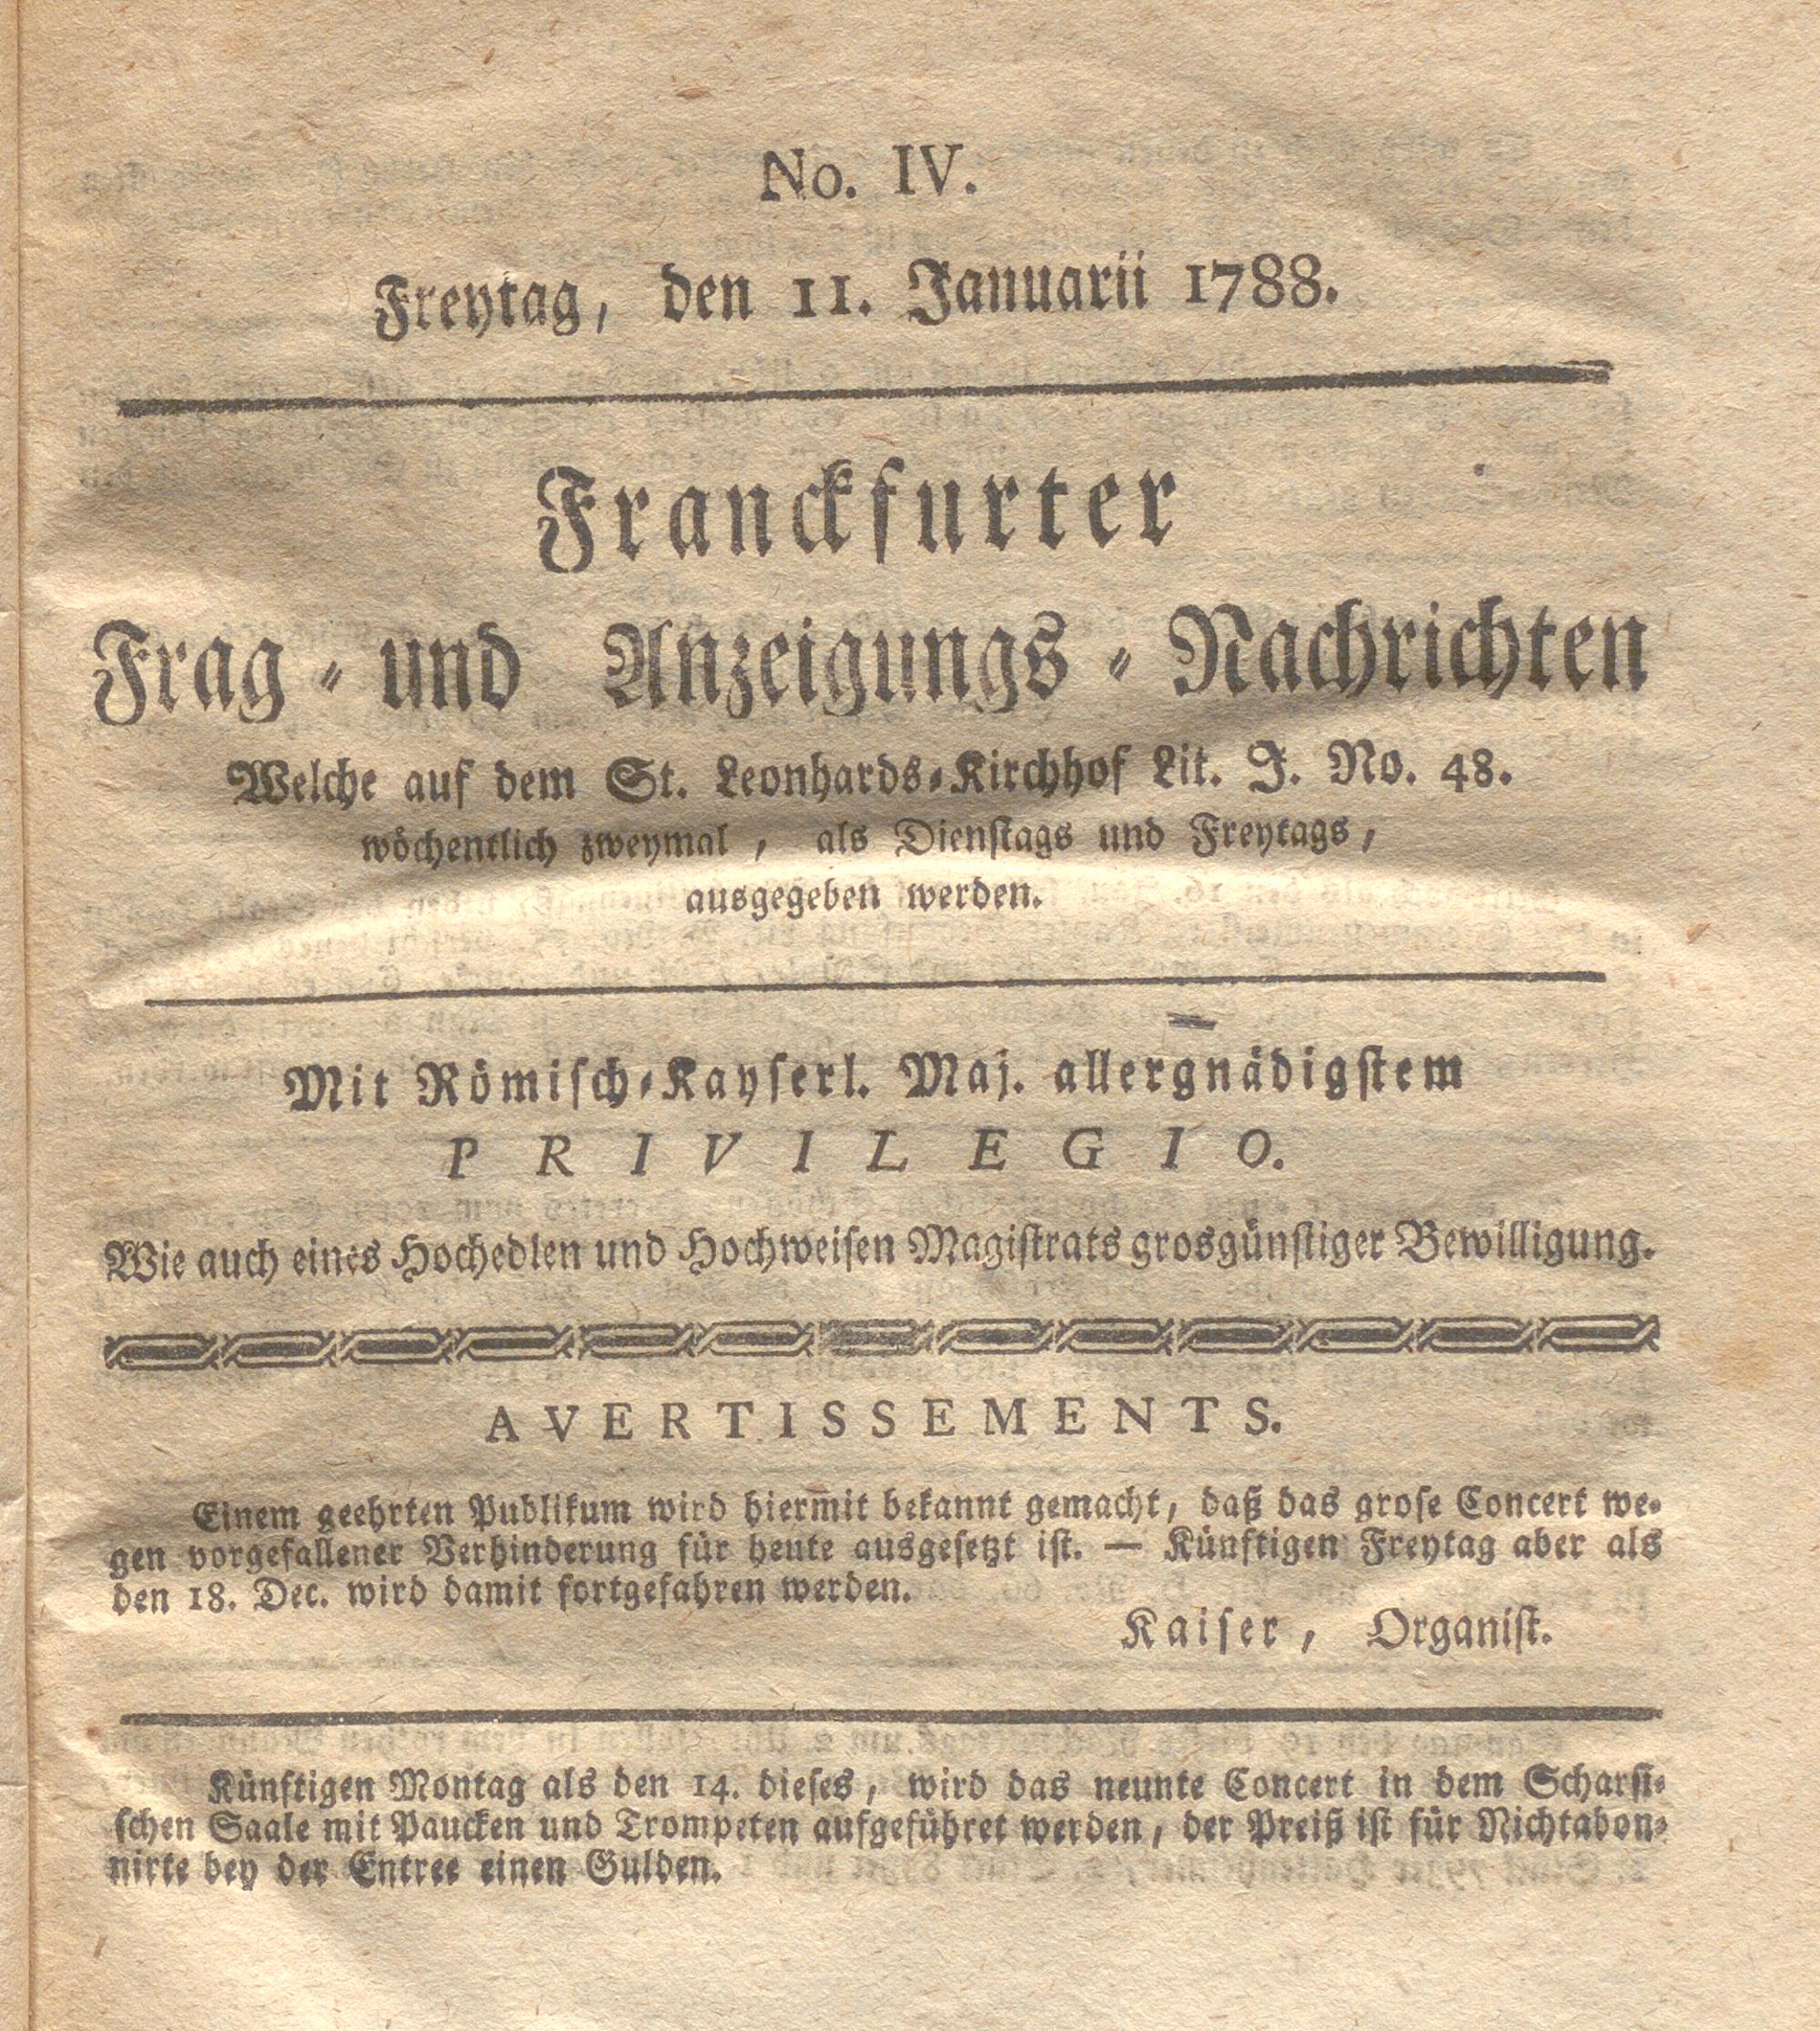 No. IV.
Freytag, den 11. Januarii 1788.
Franckfurter
Frag- und Anzeigungs-Nachrichten
Welche auf dem St. Leonhards-Kirchhof Lit. J. No. 48.
wöchentlich zweymal, als Dienstags und Freytags,
ausgegeben werden.
Mit Römisch-Kayserl. Maj. allergnädigstem
PRIVILEGIO.
Wie auch eines Hochedlen und Hochweisen Magistrats grosgünstiger Bewilligung.
AVERTISSEMENTS.
Einem geehrten Publikum wird hiermit bekannt gemacht, daß das grose Concert we-
gen vorgefallener Verhinderung für heute ausgesetzt ist. — Künftigen Freytag aber als
den 18. Dec. wird damit fortgefahren werden.
Kaiser, Organist.
Künftigen Montag als den 14. dieses, wird das neunte Concert in dem Scharfi-
schen Saale mit Paucken und Trompeten aufgeführet werden, der Preiß ist für Nichtabon-
nirte bey der Entree einen Gulden.